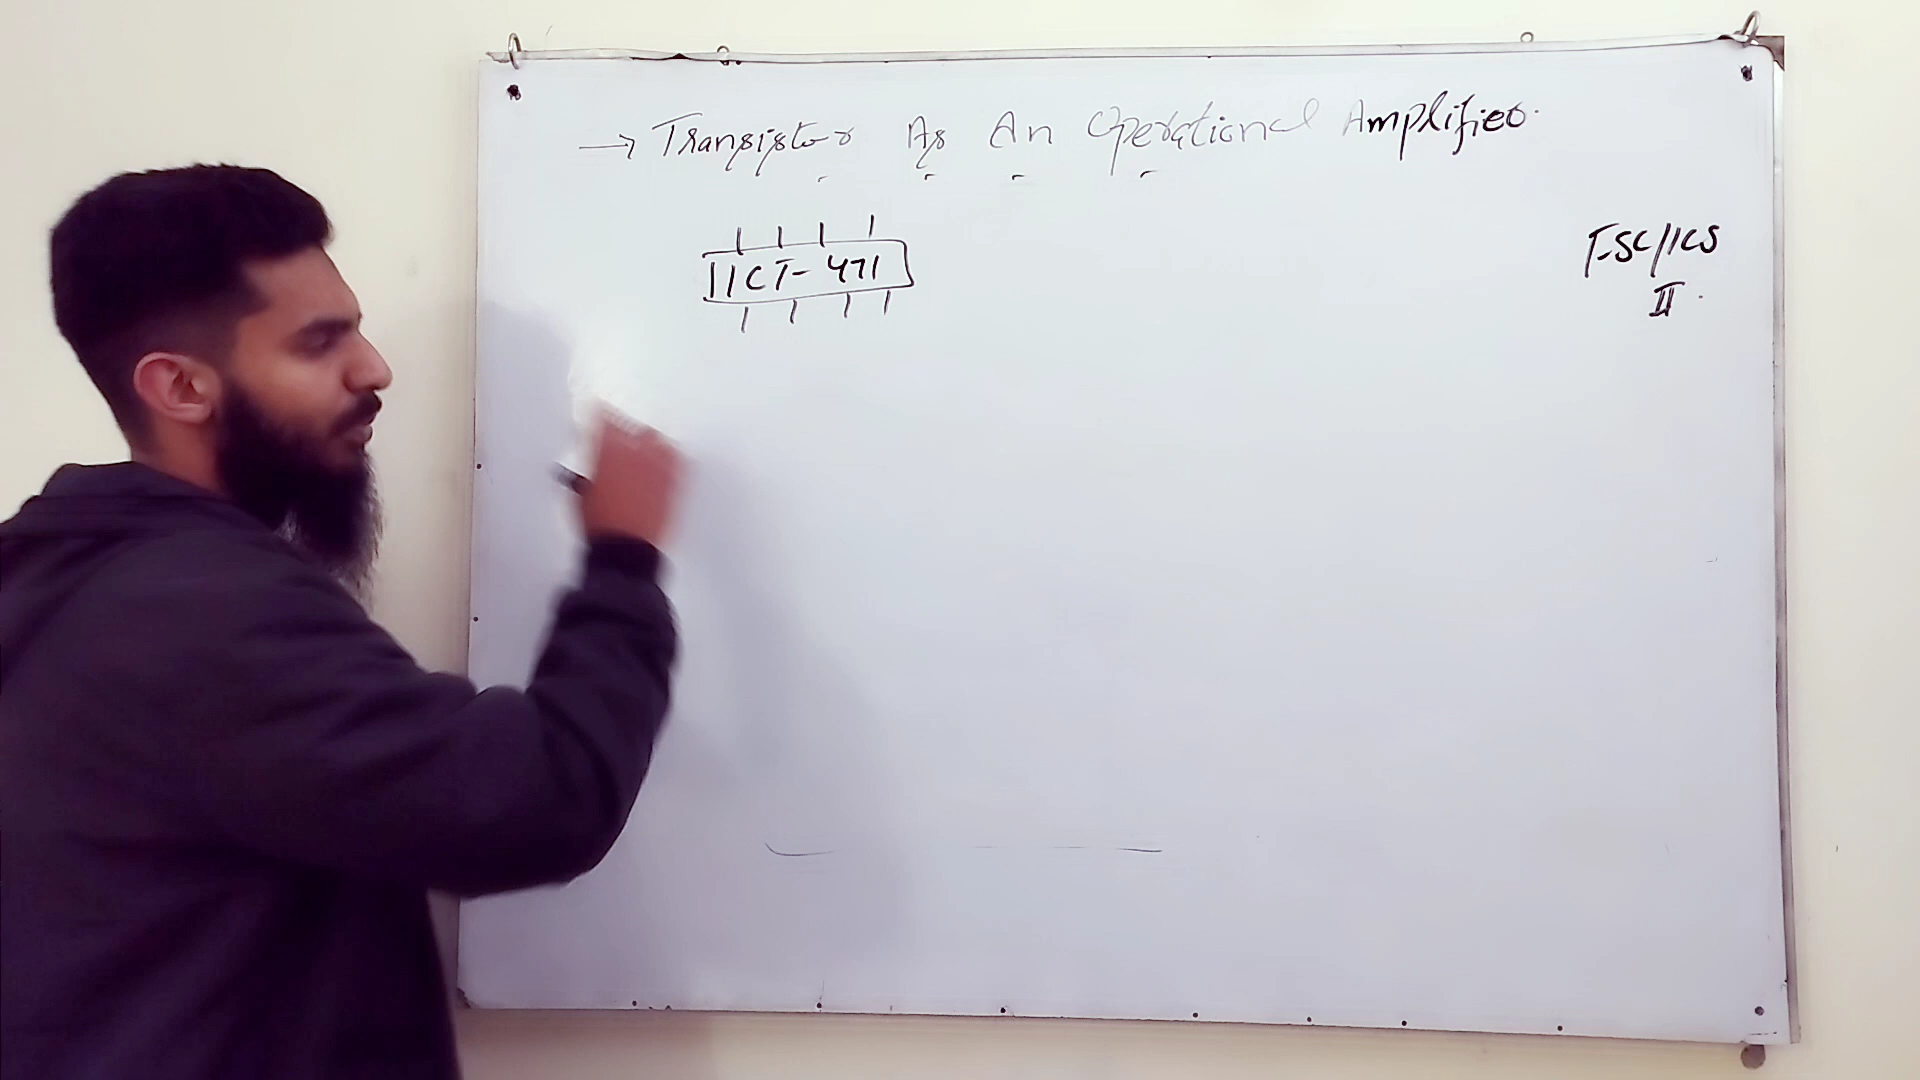 → Transistor As An Operational Amplifier.
IICT-471
F.SC/ICS
II.